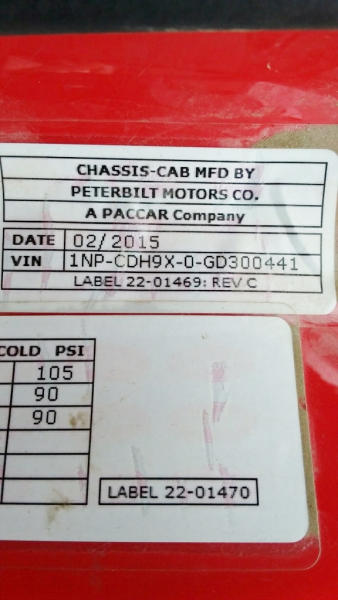 CHASSIS-CAB MFD BY
PETERBILT MOTORS CO.
A PACCAR Company
DATE 02/2015
VIN 1NP-CDH9X-0-GD300441
LABEL 22-01469: REV C
COLD PSI
105
90
90
LABEL 22-01470